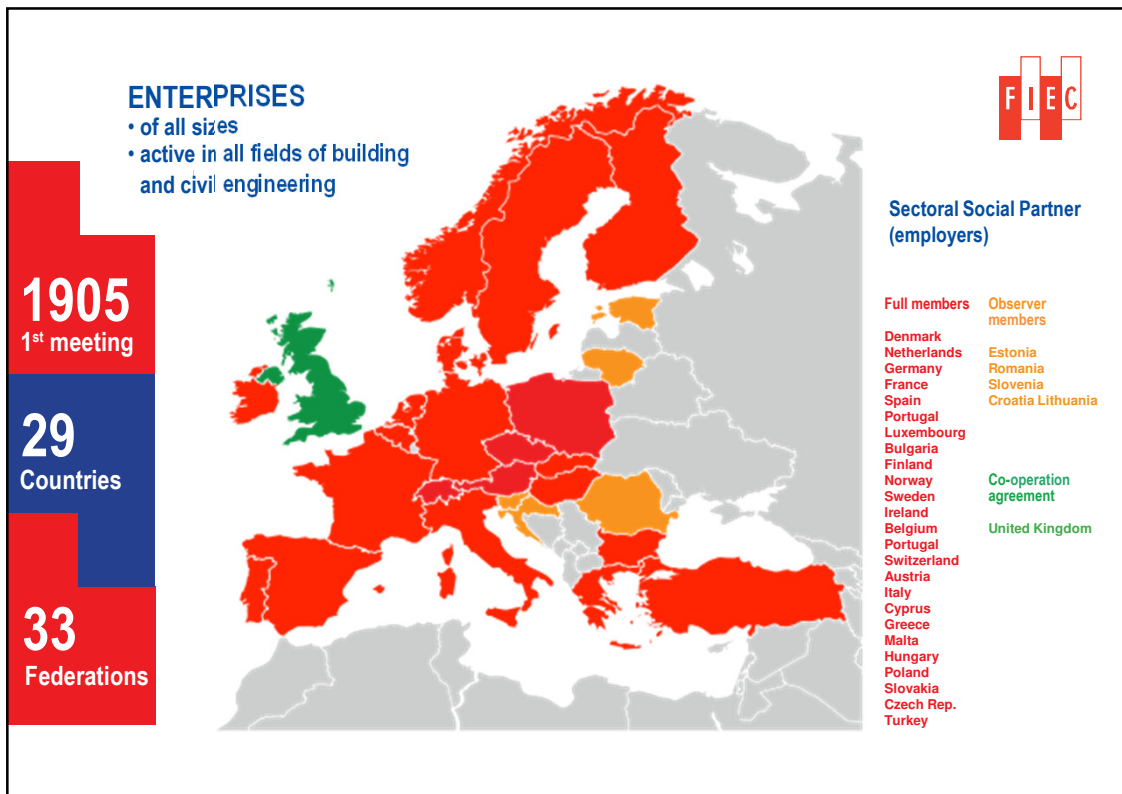 ENTERPRISES
• of all sizes
• active in all fields of building
and civil engineering
FIEC
1905
1st meeting
29
Countries
33
Federations
Sectoral Social Partner
(employers)
Full members
Denmark
Netherlands
Germany
France
Spain
Portugal
Luxembourg
Bulgaria
Finland
Norway
Sweden
Ireland
Belgium
Portugal
Switzerland
Austria
Italy
Cyprus
Greece
Malta
Hungary
Poland
Slovakia
Czech Rep.
Turkey
Observer
members
Estonia
Romania
Slovenia
Croatia Lithuania
Co-operation
agreement
United Kingdom